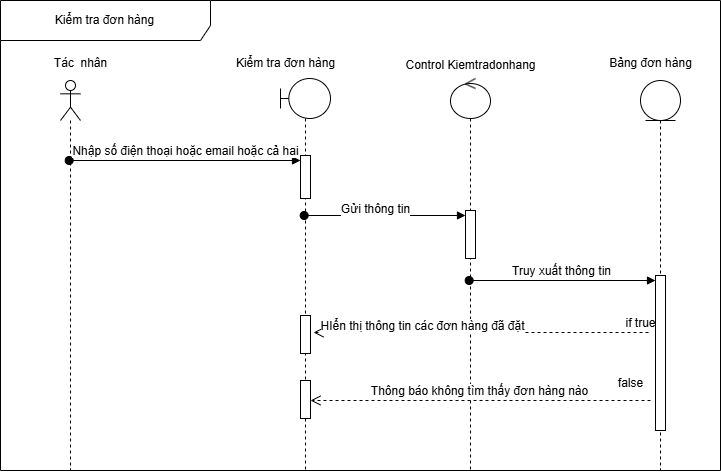 Kiểm tra đơn hàng
Tác nhân
Kiểm tra đơn hàng
Control Kiemtradonhang
Bảng đơn hàng
Nhập số điện thoại hoặc email hoặc cả hai
Gửi thông tin
Truy xuất thông tin
HIển thị thông tin các đơn hàng đã đặt
if true
false
Thông báo không tìm thấy đơn hàng nào